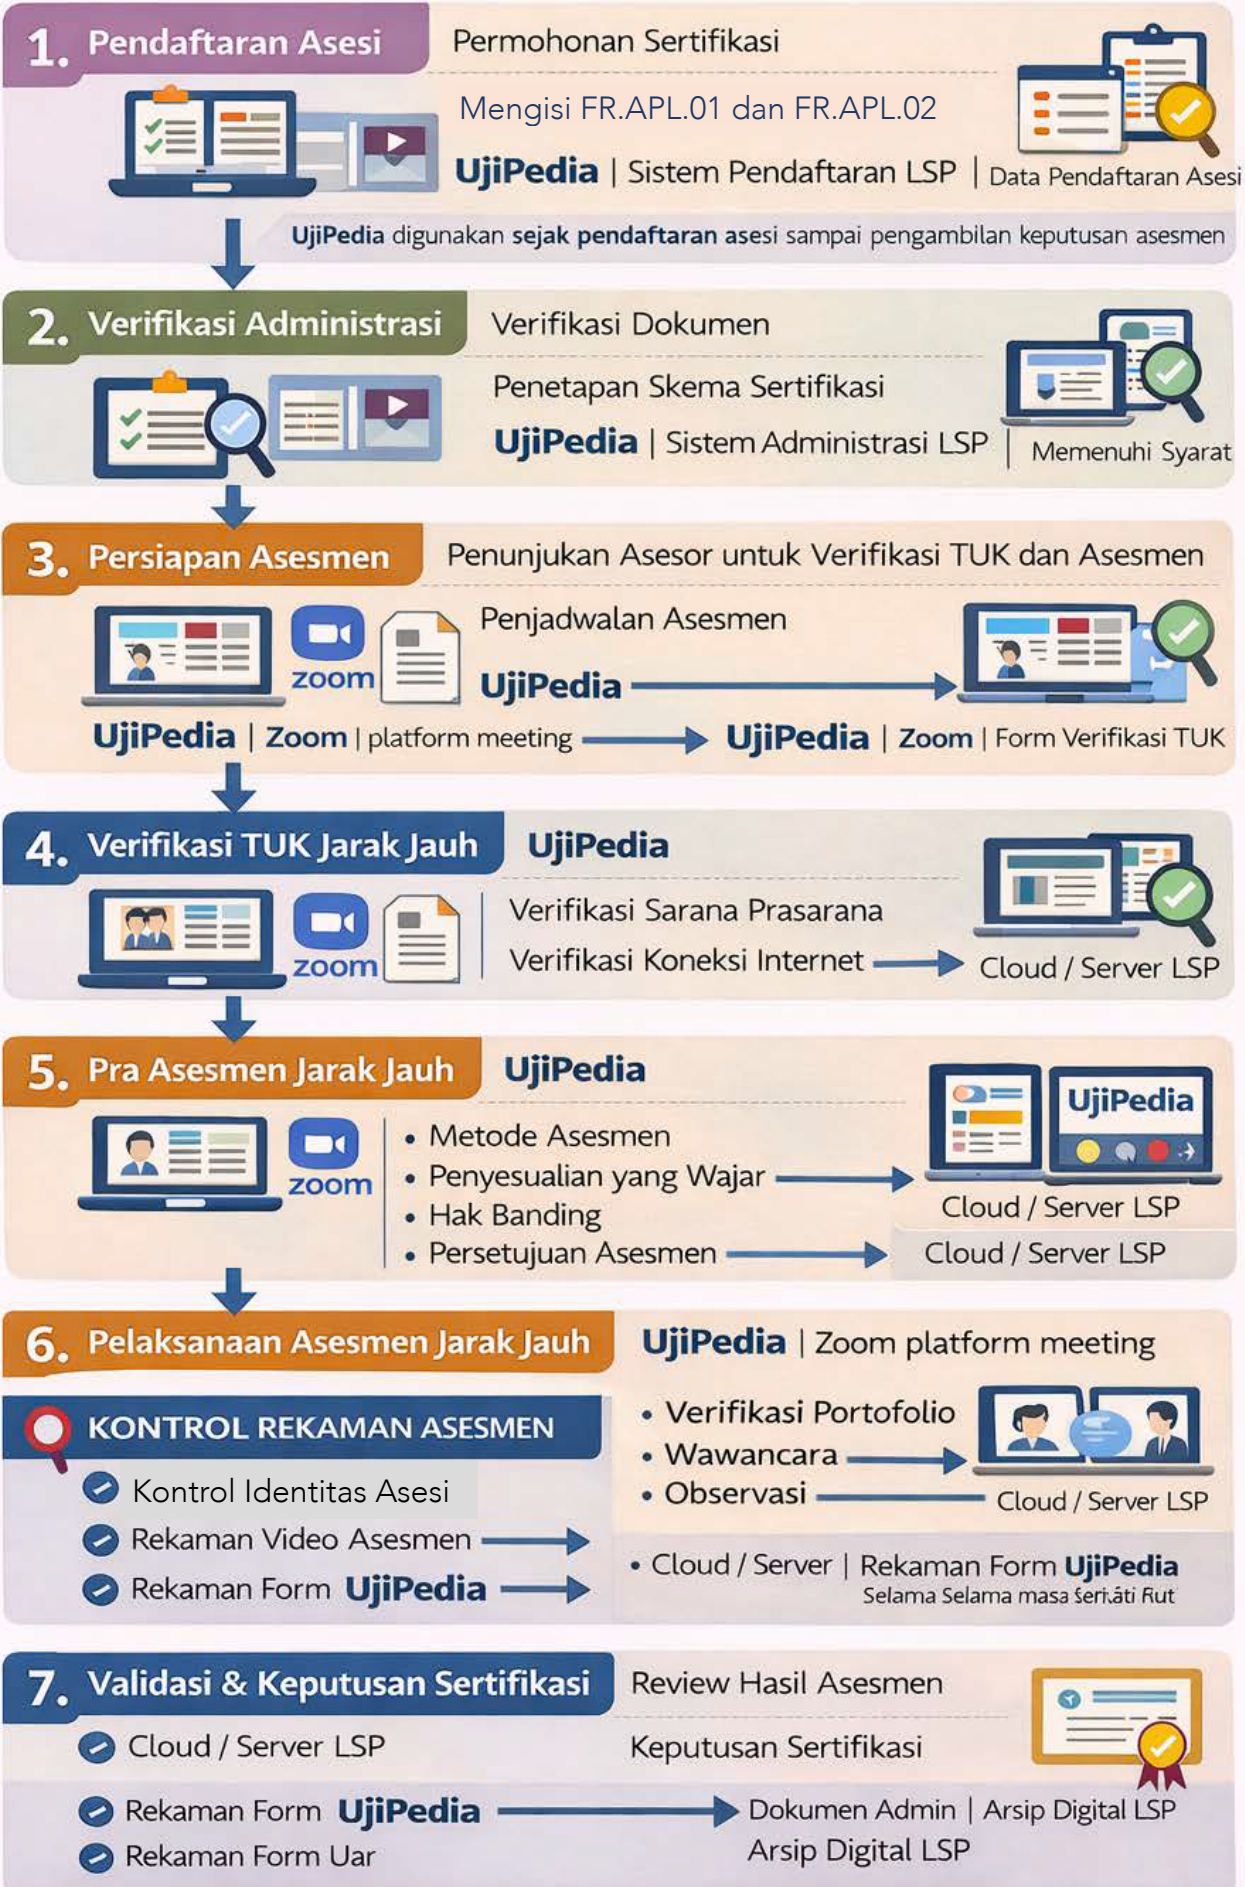 1. Pendaftaran Asesi
Permohonan Sertifikasi
Mengisi FR.APL.01 dan FR.APL.02
UjiPedia | Sistem Pendaftaran LSP | Data Pendaftaran Asesi
UjiPedia digunakan sejak pendaftaran asesi sampai pengambilan keputusan asesmen
2. Verifikasi Administrasi
Verifikasi Dokumen
Penetapan Skema Sertifikasi
UjiPedia | Sistem Administrasi LSP | Memenuhi Syarat
3. Persiapan Asesmen
Penunjukan Asesor untuk Verifikasi TUK dan Asesmen
Penjadwalan Asesmen
zoom
UjiPedia
UjiPedia | Zoom | platform meeting
UjiPedia | Zoom | Form Verifikasi TUK
4. Verifikasi TUK Jarak Jauh
UjiPedia
zoom
Verifikasi Sarana Prasarana
Verifikasi Koneksi Internet
Cloud / Server LSP
5. Pra Asesmen Jarak Jauh
UjiPedia
zoom
• Metode Asesmen
• Penyesualian yang Wajar
• Hak Banding
• Persetujuan Asesmen
UjiPedia
Cloud / Server LSP
Cloud / Server LSP
6. Pelaksanaan Asesmen Jarak Jauh
UjiPedia | Zoom platform meeting
KONTROL REKAMAN ASESMEN
Kontrol Identitas Asesi
Rekaman Video Asesmen
Rekaman Form UjiPedia
• Verifikasi Portofolio
• Wawancara
• Observasi
Cloud / Server LSP
• Cloud / Server | Rekaman Form UjiPedia
Selama Selama masa
7. Validasi & Keputusan Sertifikasi
Review Hasil Asesmen
Cloud / Server LSP
Keputusan Sertifikasi
Rekaman Form UjiPedia
Dokumen Admin | Arsip Digital LSP
Rekaman Form Uar
Arsip Digital LSP